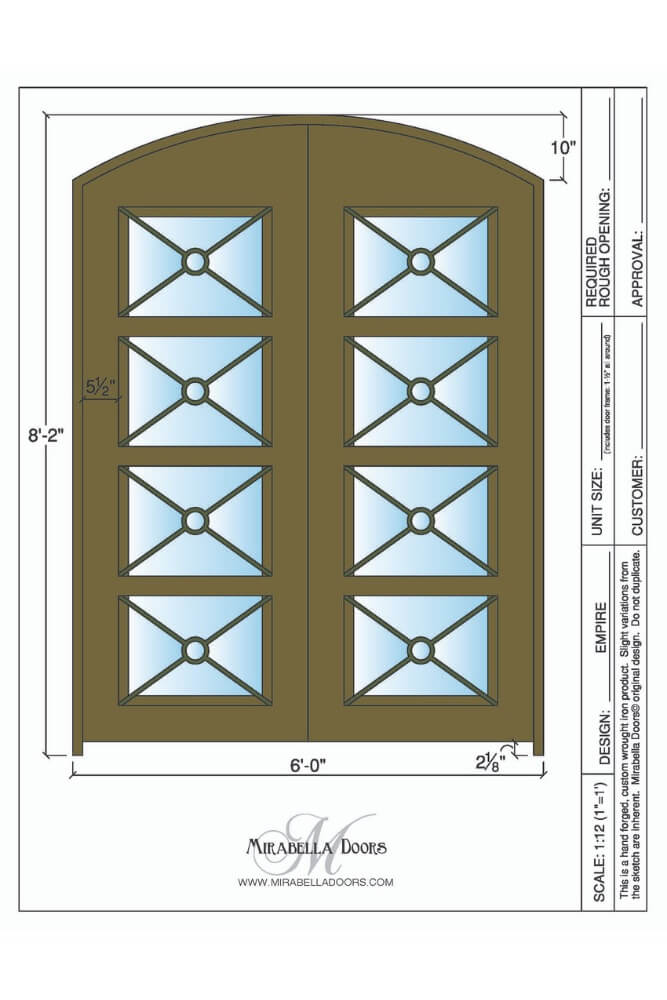 10"
5½"
8'-2"
6'-0"
2⅛"
M
MIRABELLA DOORS
WWW.MIRABELLADOORS.COM
REQUIRED
ROUGH OPENING:
APPROVAL:
UNIT SIZE:
(Includes door frame: 1-½" all around)
CUSTOMER:
DESIGN: EMPIRE
SCALE: 1:12 (1"=1')
This is a hand forged, custom wrought iron product. Slight variations from
the sketch are inherent. Mirabella Doors© original design. Do not duplicate.